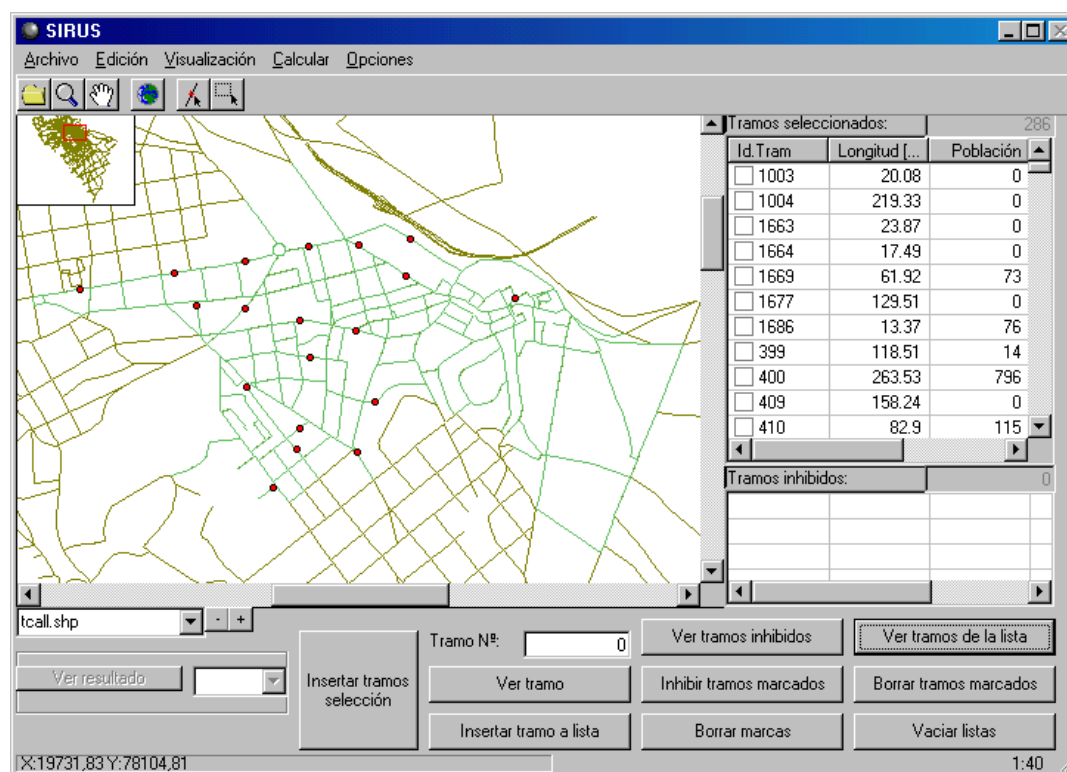 SIRUS
Archivo Edición Visualización Calcular Opciones
Tramos seleccionados: 286
Id.Tram Longitud [... Población
1003 20.08 0
1004 219.33 0
1663 23.87 0
1664 17.49 0
1669 61.92 73
1677 129.51 0
1686 13.37 76
399 118.51 14
400 263.53 796
409 158.24 0
410 82.9 115
Tramos inhibidos: 0
tcall.shp - +
Ver resultado
Insertar tramos selección
Tramo Nº: 0
Ver tramos inhibidos
Ver tramos de la lista
Ver tramo
Inhibir tramos marcados
Borrar tramos marcados
Insertar tramo a lista
Borrar marcas
Vaciar listas
X:19731,83 Y:78104,81 1:40